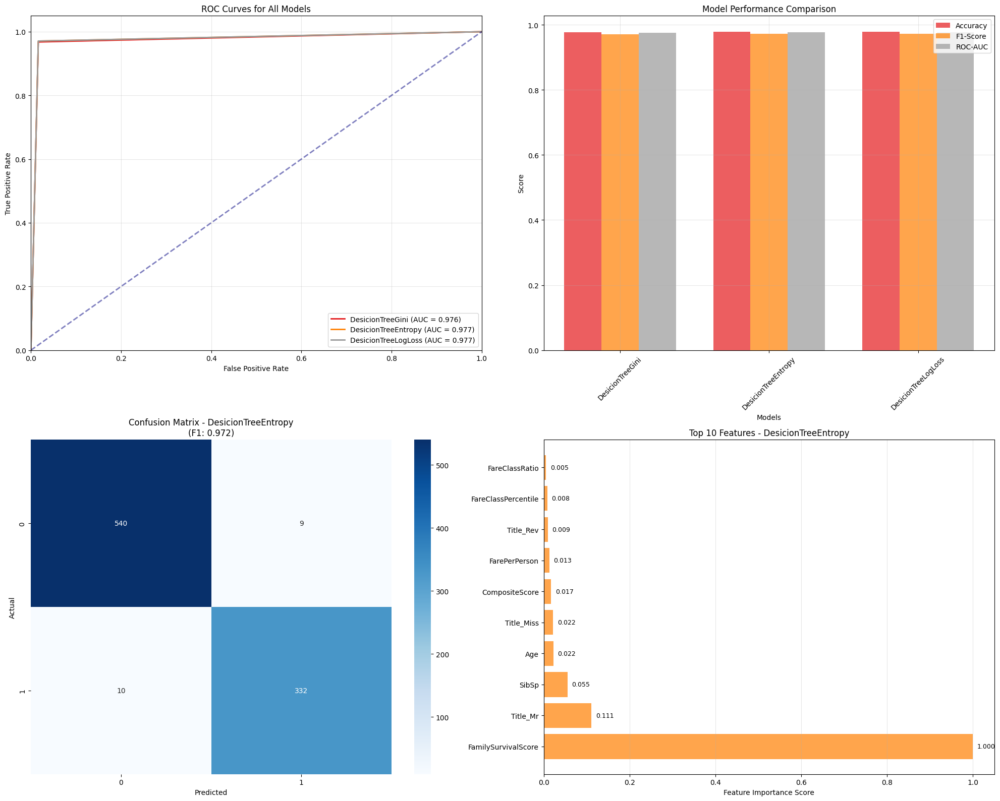 ROC Curves for All Models
1.0
0.8
0.6
0.4
0.2
0.0
True Positive Rate
0.0 0.2 0.4 0.6 0.8 1.0
False Positive Rate
DesicionTreeGini (AUC = 0.976)
DesicionTreeEntropy (AUC = 0.977)
DesicionTreeLogLoss (AUC = 0.977)
Model Performance Comparison
1.0
0.8
0.6
0.4
0.2
0.0
Score
Accuracy
F1-Score
ROC-AUC
DesicionTreeGini
DesicionTreeEntropy
DesicionTreeLogLoss
Models
Confusion Matrix - DesicionTreeEntropy
(F1: 0.972)
Actual
0
1
540 9
10 332
0 1
Predicted
500
400
300
200
100
Top 10 Features - DesicionTreeEntropy
FareClassRatio 0.005
FareClassPercentile 0.008
Title_Rev 0.009
FarePerPerson 0.013
CompositeScore 0.017
Title_Miss 0.022
Age 0.022
SibSp 0.055
Title_Mr 0.111
FamilySurvivalScore 1.000
0.0 0.2 0.4 0.6 0.8 1.0
Feature Importance Score